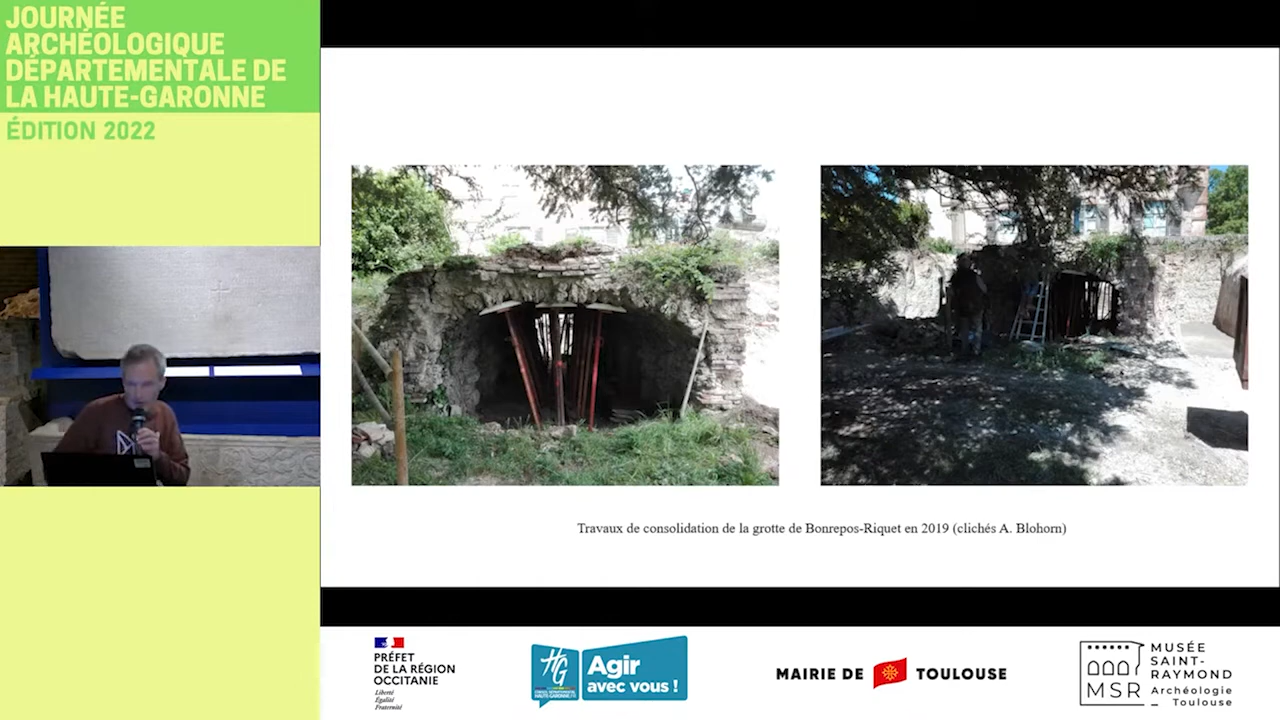 JOURNÉE
ARCHÉOLOGIQUE
DÉPARTEMENTALE DE
LA HAUTE-GARONNE
ÉDITION 2022
Travaux de consolidation de la grotte de Bonrepos-Riquet en 2019 (clichés A. Blohorn)
PRÉFET
DE LA RÉGION
OCCITANIE
Liberté
Égalité
Fraternité
HG
Agir
avec vous !
MAIRIE DE TOULOUSE
MSR
MUSÉE
SAINT-
RAYMOND
Archéologie
Toulouse